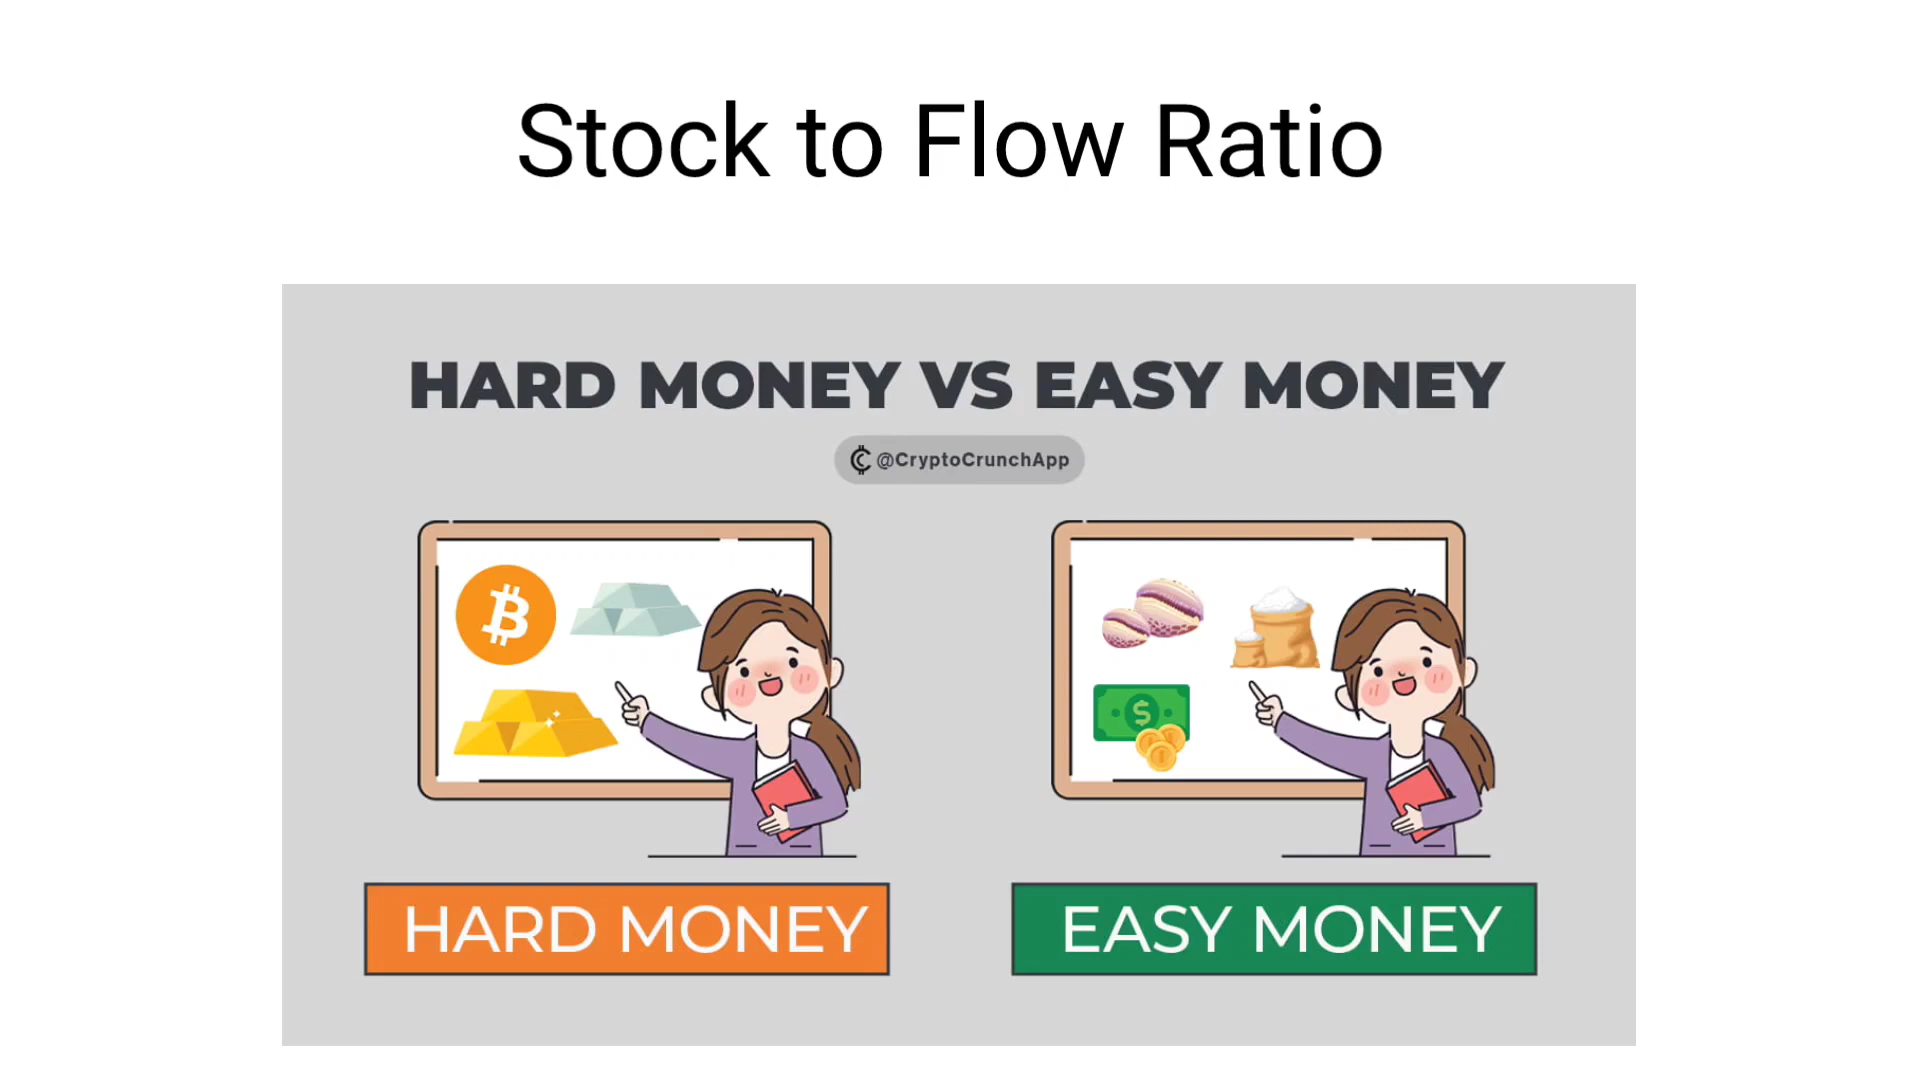 Stock to Flow Ratio
HARD MONEY VS EASY MONEY
@CryptoCrunchApp
HARD MONEY
EASY MONEY